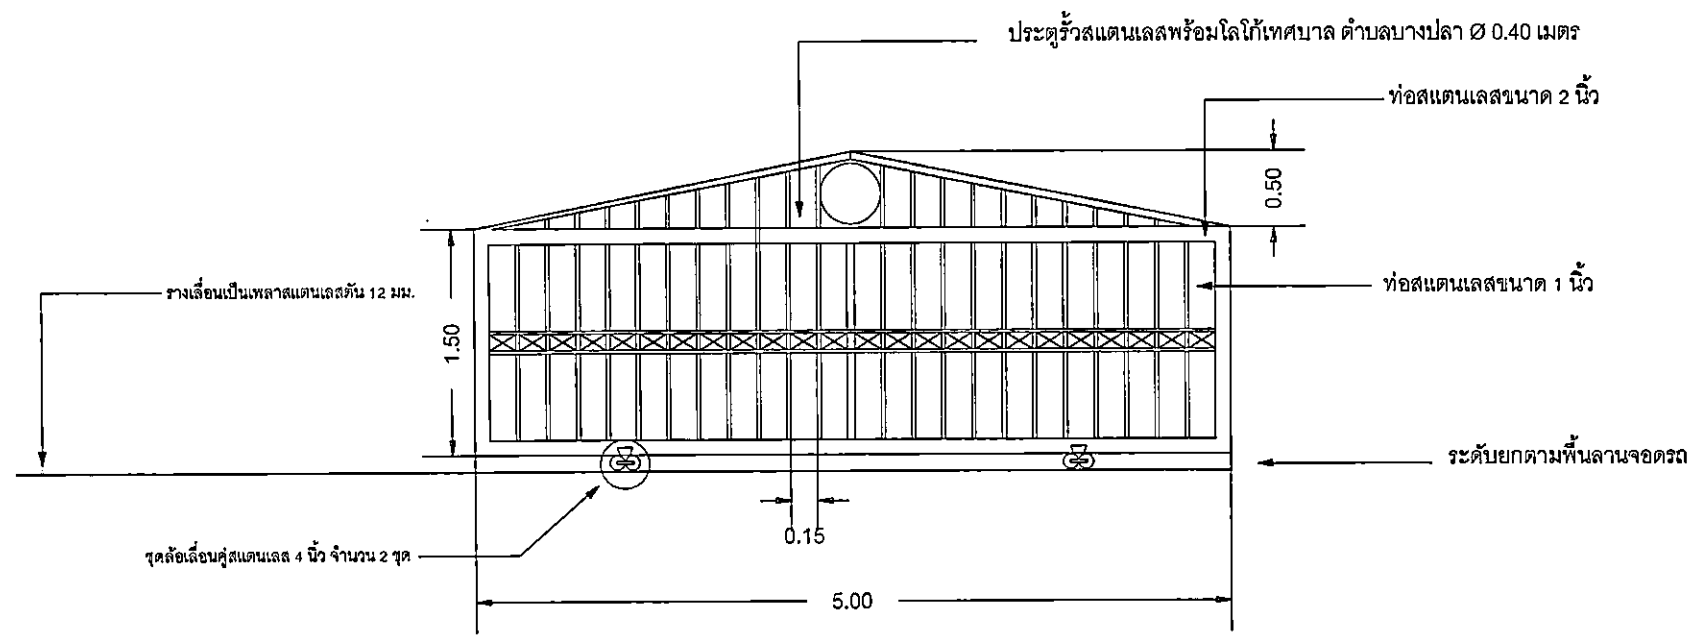 ประตูรั้วสแตนเลสพร้อมโลโก้เทศบาล ตำบลบางปลา Ø 0.40 เมตร
ท่อสแตนเลสขนาด 2 นิ้ว
0.50
ท่อสแตนเลสขนาด 1 นิ้ว
รางเลื่อนเป็นเพลาสแตนเลสตัน 12 มม.
1.50
ระดับยกตามพื้นลานจอดรถ
0.15
ชุดล้อเลื่อนคู่สแตนเลส 4 นิ้ว จำนวน 2 ชุด
5.00